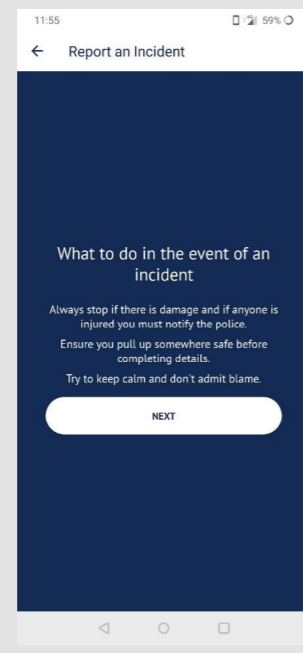 11:55
59%
Report an Incident
What to do in the event of an
incident
Always stop if there is damage and if anyone is
injured you must notify the police.
Ensure you pull up somewhere safe before
completing details.
Try to keep calm and don't admit blame.
NEXT